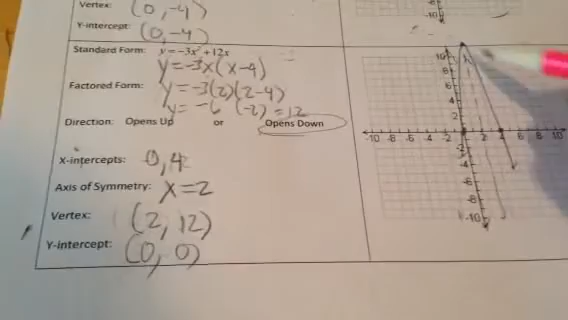 Vertex: (0, -4)
Y-intercept: (0, -4)
Standard Form: y = -3x² + 12x
y = -3x(x-4)
Factored Form: y = -3(2)(2-4)
y = -6 (-2) = 12
Direction: Opens Up or Opens Down
X-intercepts: 0, 4
Axis of Symmetry: x = 2
Vertex: (2, 12)
Y-intercept: (0, 0)
-10
10
8
6
4
2
-10 -8 -6 -4 -2 2 4 6 8 10
-2
-4
-6
-8
-10